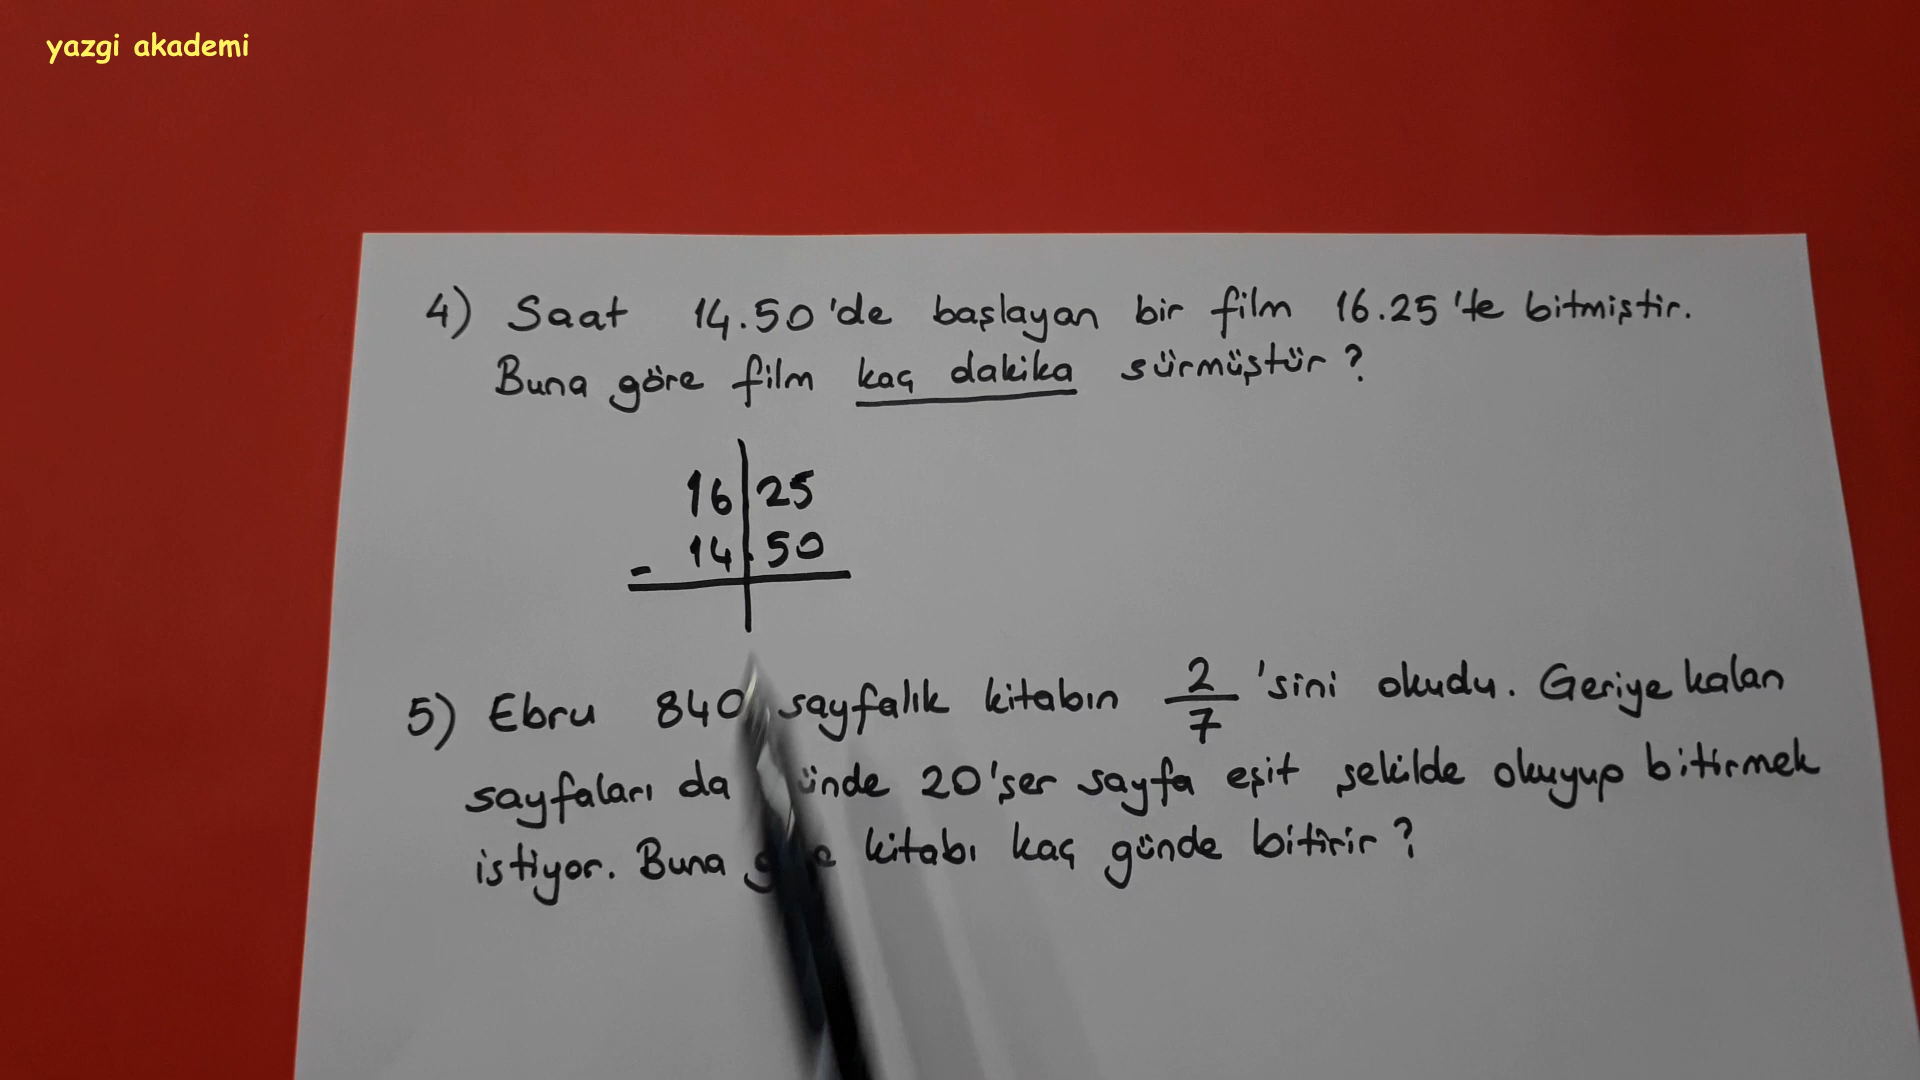 yazgi akademi
4) Saat 14.50'de başlayan bir film 16.25'te bitmiştir.
Buna göre film kaç dakika sürmüştür?
16 25
- 14.50
5) Ebru 840 sayfalık kitabın 2/7 'sini okudu. Geriye kalan
sayfaları da 20'şer sayfa eşit şekilde okuyup bitirmek
istiyor. Buna kitabı kaç günde bitirir?